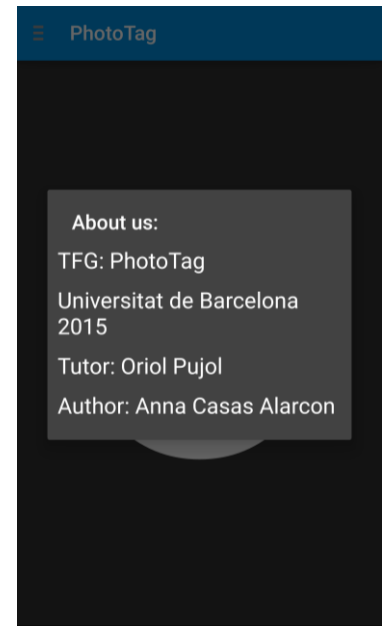 PhotoTag
About us:
TFG: PhotoTag
Universitat de Barcelona
2015
Tutor: Oriol Pujol
Author: Anna Casas Alarcon